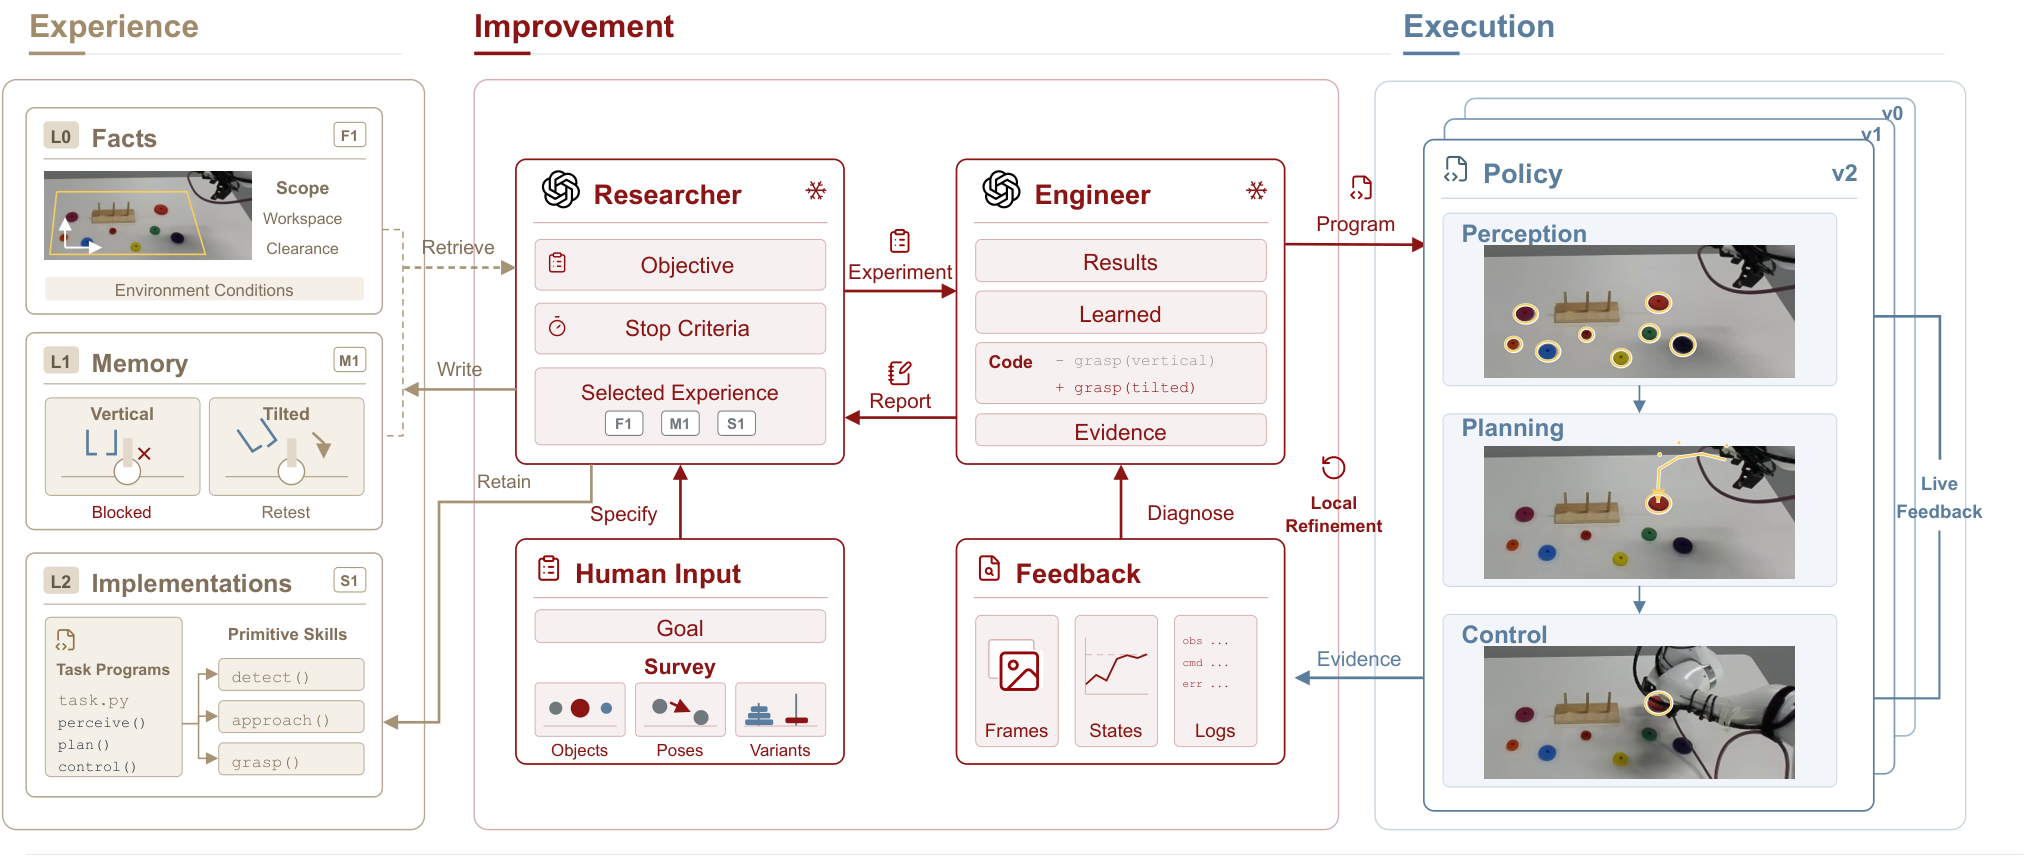 Experience
L0 Facts F1
Scope
Workspace
Clearance
Environment Conditions
L1 Memory M1
Vertical
Tilted
Blocked
Retest
L2 Implementations S1
Task Programs
task.py
perceive()
plan()
control()
Primitive Skills
detect()
approach()
grasp()
Retrieve
Write
Retain
Improvement
Researcher
Objective
Stop Criteria
Selected Experience
F1 M1 S1
Experiment
Report
Engineer
Results
Learned
Code - grasp(vertical)
+ grasp(tilted)
Evidence
Specify
Human Input
Goal
Survey
Objects
Poses
Variants
Diagnose
Feedback
Frames
States
obs ...
cmd ...
err ...
Logs
Local
Refinement
Program
Evidence
Execution
v0
v1
Policy v2
Perception
Planning
Control
Live
Feedback